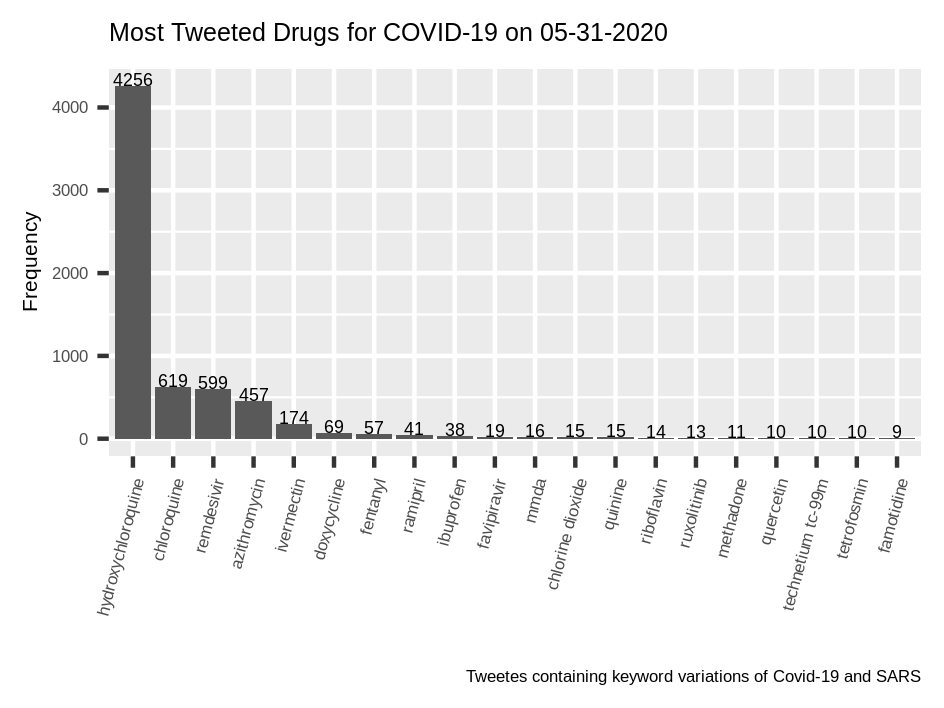 Most Tweeted Drugs for COVID-19 on 05-31-2020
Frequency
4000
3000
2000
1000
0
4256
619
599
457
174
69
57
41
38
19
16
15
15
14
13
11
10
10
10
9
hydroxychloroquine
chloroquine
remdesivir
azithromycin
ivermectin
doxycycline
fentanyl
ramipril
ibuprofen
favipiravir
mmda
chlorine dioxide
quinine
riboflavin
ruxolitinib
methadone
quercetin
technetium tc-99m
tetrofosmin
famotidine
Tweetes containing keyword variations of Covid-19 and SARS